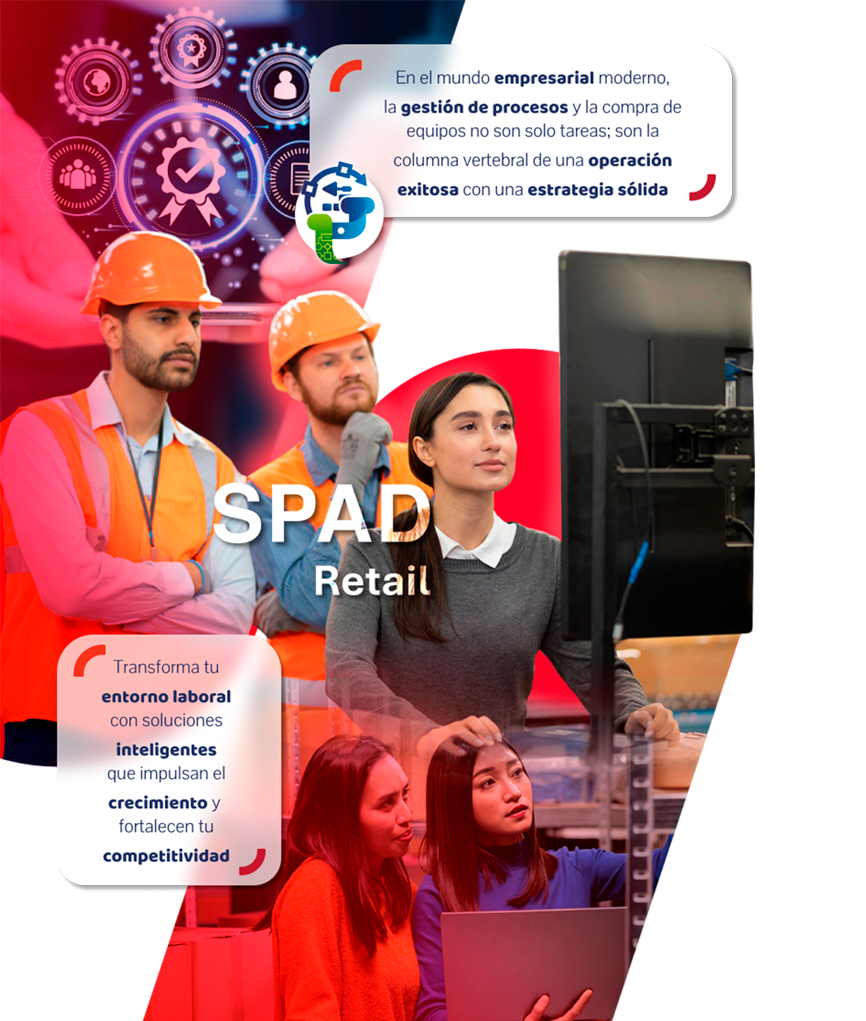 En el mundo empresarial moderno,
la gestión de procesos y la compra de
equipos no son solo tareas; son la
columna vertebral de una operación
exitosa con una estrategia sólida
SPAD
Retail
Transforma tu
entorno laboral
con soluciones
inteligentes
que impulsan el
crecimiento y
fortalecen tu
competitividad